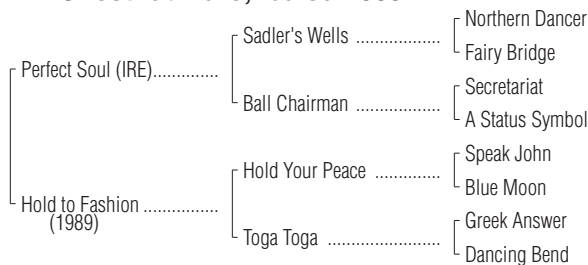 Northern Dancer
Sadler's Wells ..................
Fairy Bridge
Perfect Soul (IRE)..............
Secretariat
Ball Chairman ..................
A Status Symbol
Speak John
Hold Your Peace ...............
Blue Moon
Hold to Fashion ................
(1989)
Greek Answer
Toga Toga .......................
Dancing Bend